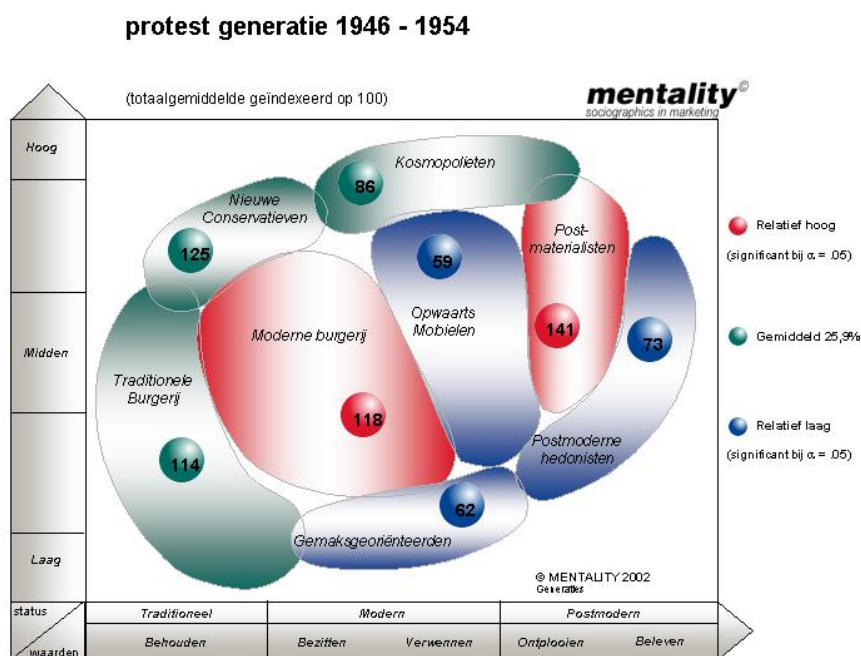 protest generatie 1946 - 1954
(totaalgemiddelde geïndexeerd op 100)
mentality©
sociographics in marketing
Hoog
Midden
Laag
Kosmopolieten
86
Nieuwe
Conservatieven
125
Post-
materialisten
141
59
Opwaarts
Mobielen
Moderne burgerij
118
73
Traditionele
Burgerij
114
Postmoderne
hedonisten
62
Gemaksgeoriënteerden
Relatief hoog
(significant bij α = .05)
Gemiddeld 25,9%
Relatief laag
(significant bij α = .05)
© MENTALITY 2002
Generaties
status
waarden
Traditioneel
Modern
Postmodern
Behouden
Bezitten
Verwennen
Ontplooien
Beleven